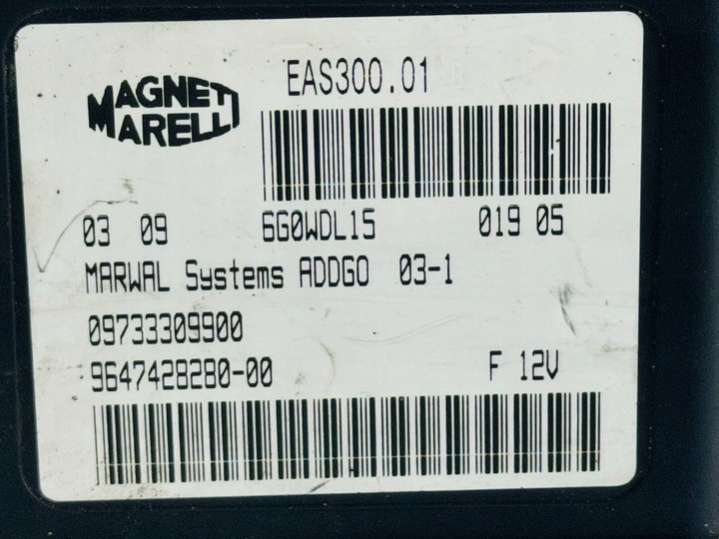 MAGNETI
MARELLI
EAS300.01
03 09 6G0WDL15 019 05
MARWAL Systems ADDGO 03-1
09733309900
9647428280-00 F 12V